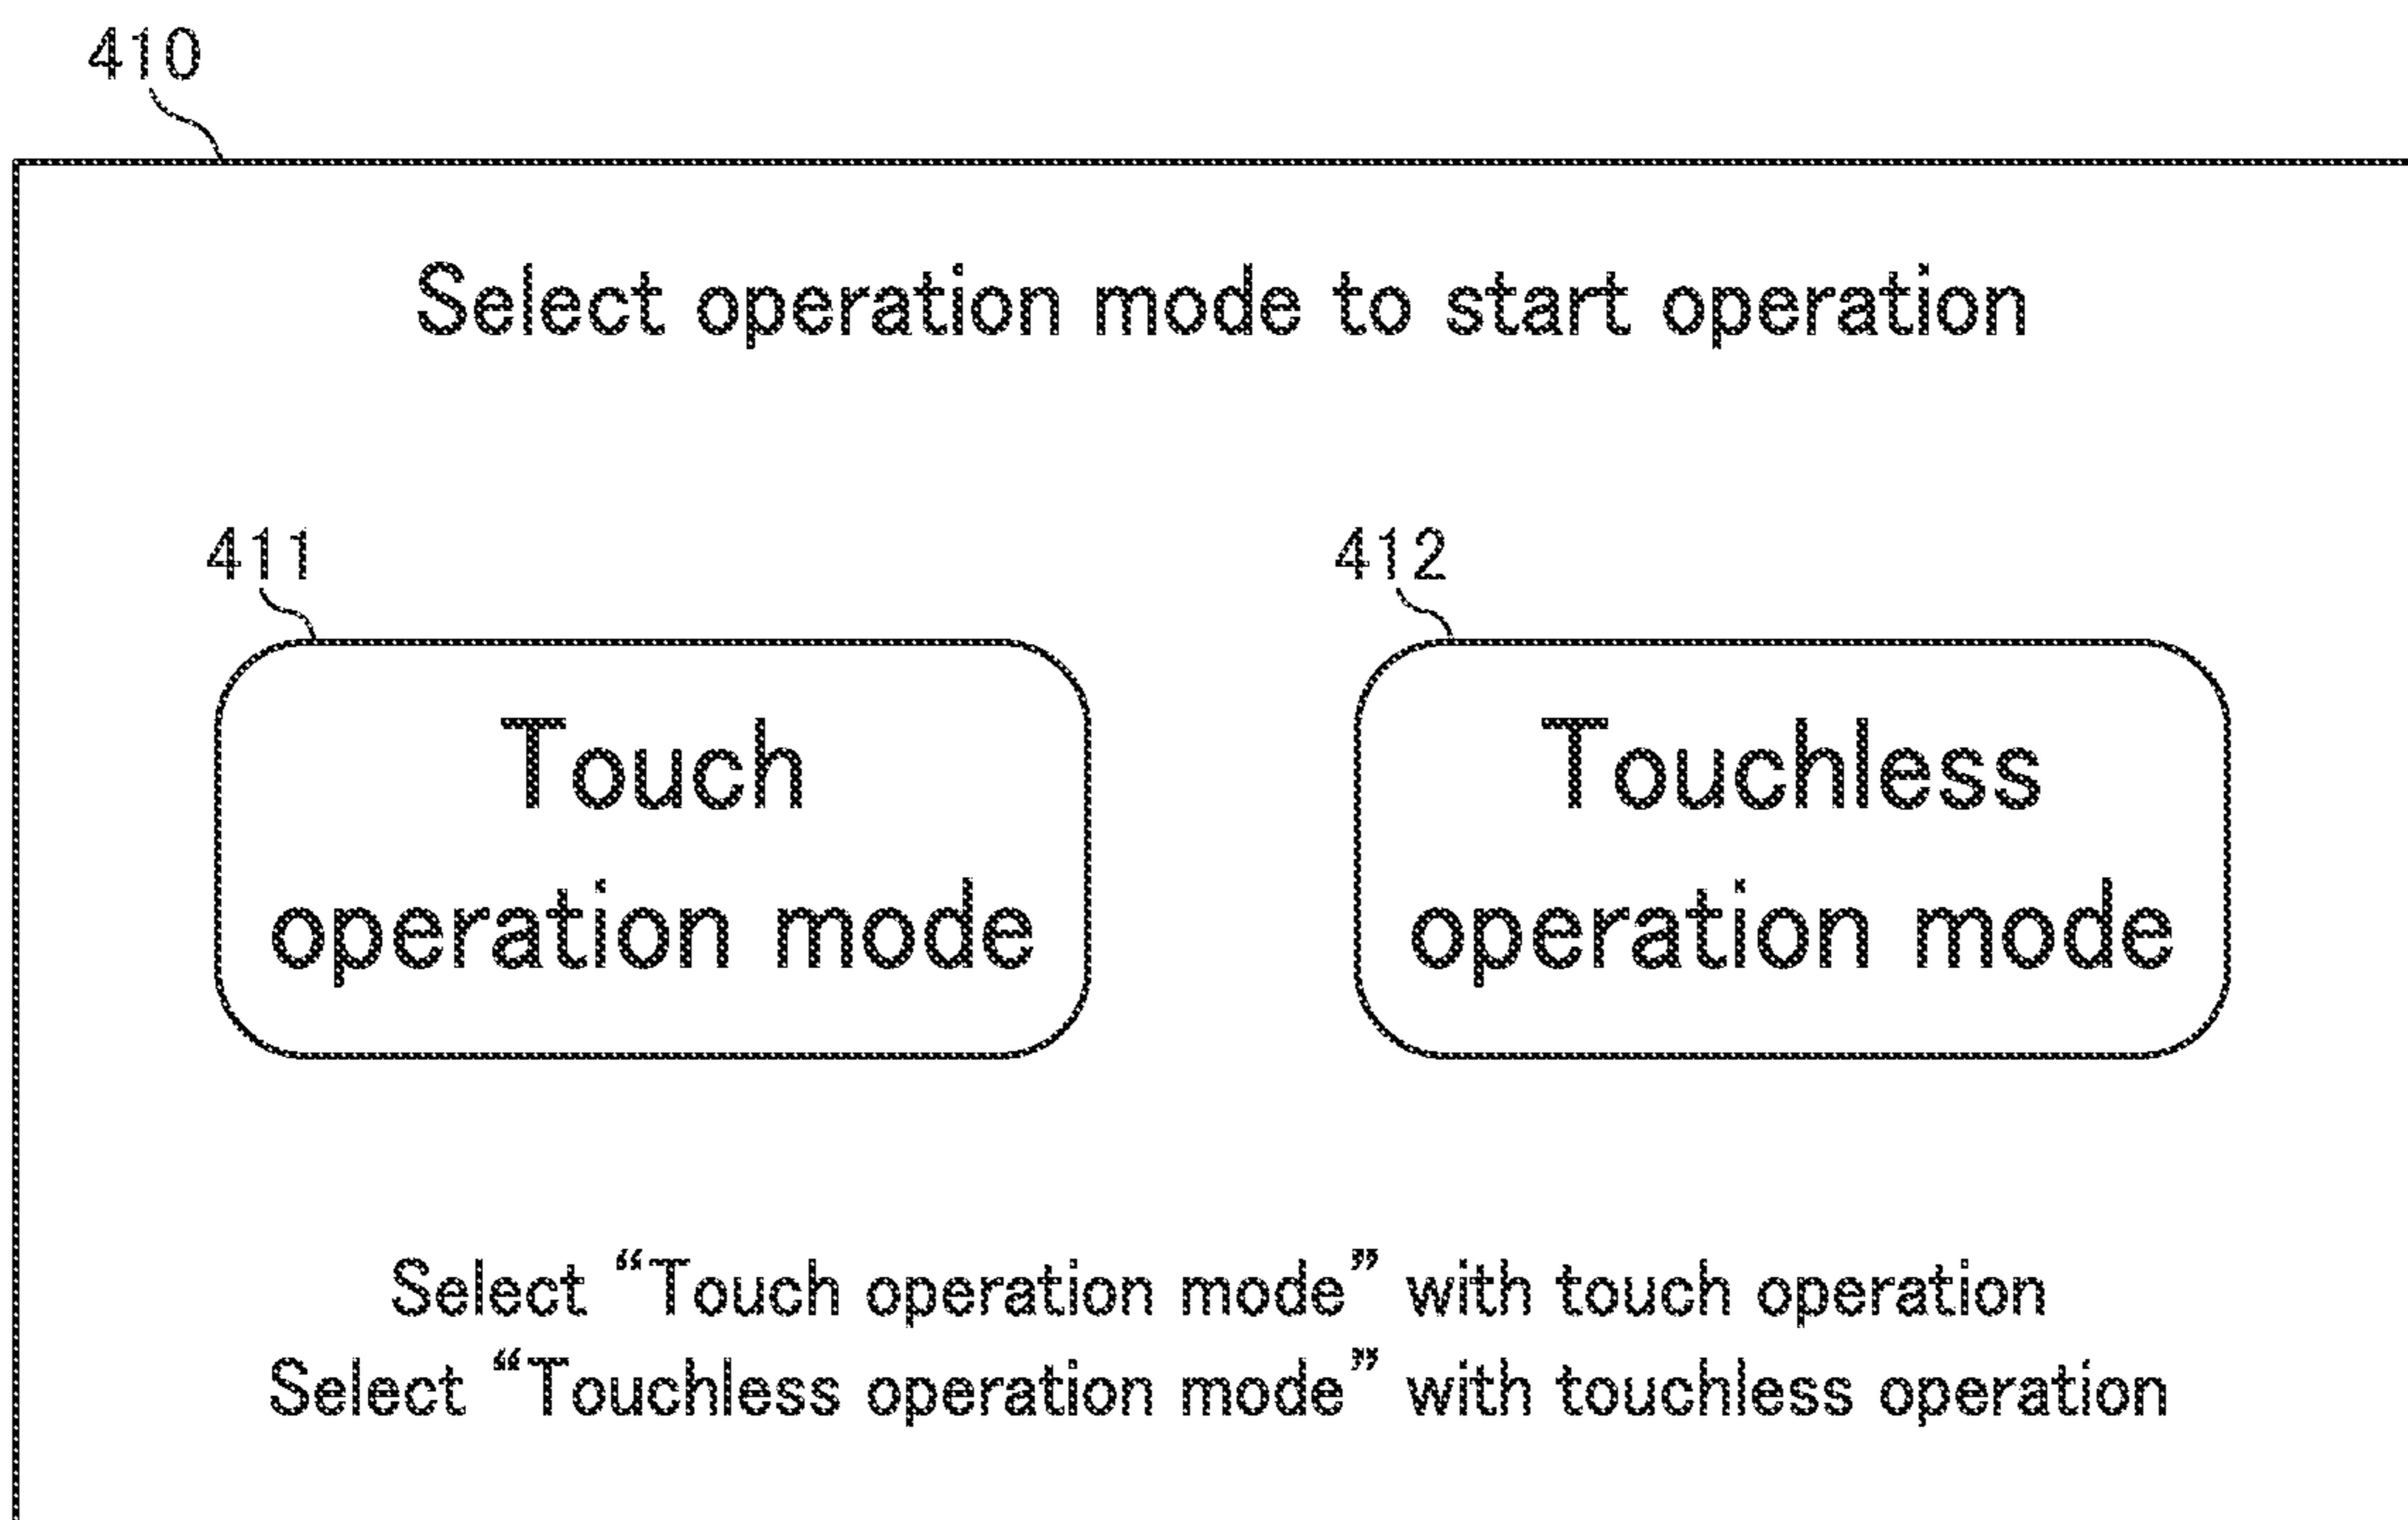 410
Select operation mode to start operation
411
412
Touch
operation mode
Touchless
operation mode
Select “Touch operation mode” with touch operation
Select “Touchless operation mode” with touchless operation